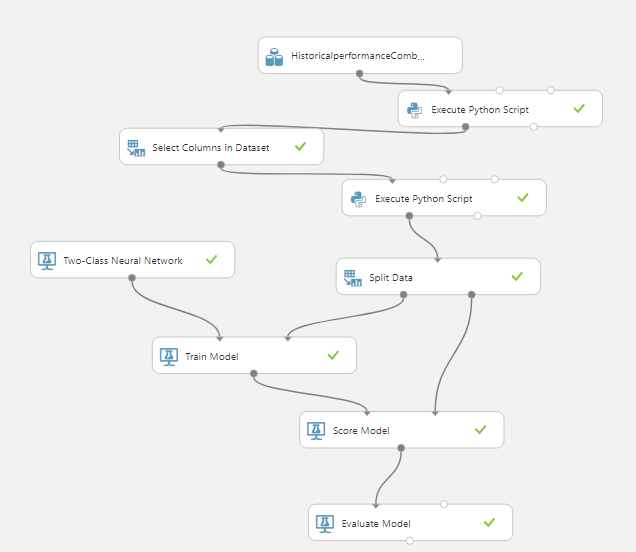 HistoricalperformanceComb...
Execute Python Script
Select Columns in Dataset
Execute Python Script
Two-Class Neural Network
Split Data
Train Model
Score Model
Evaluate Model